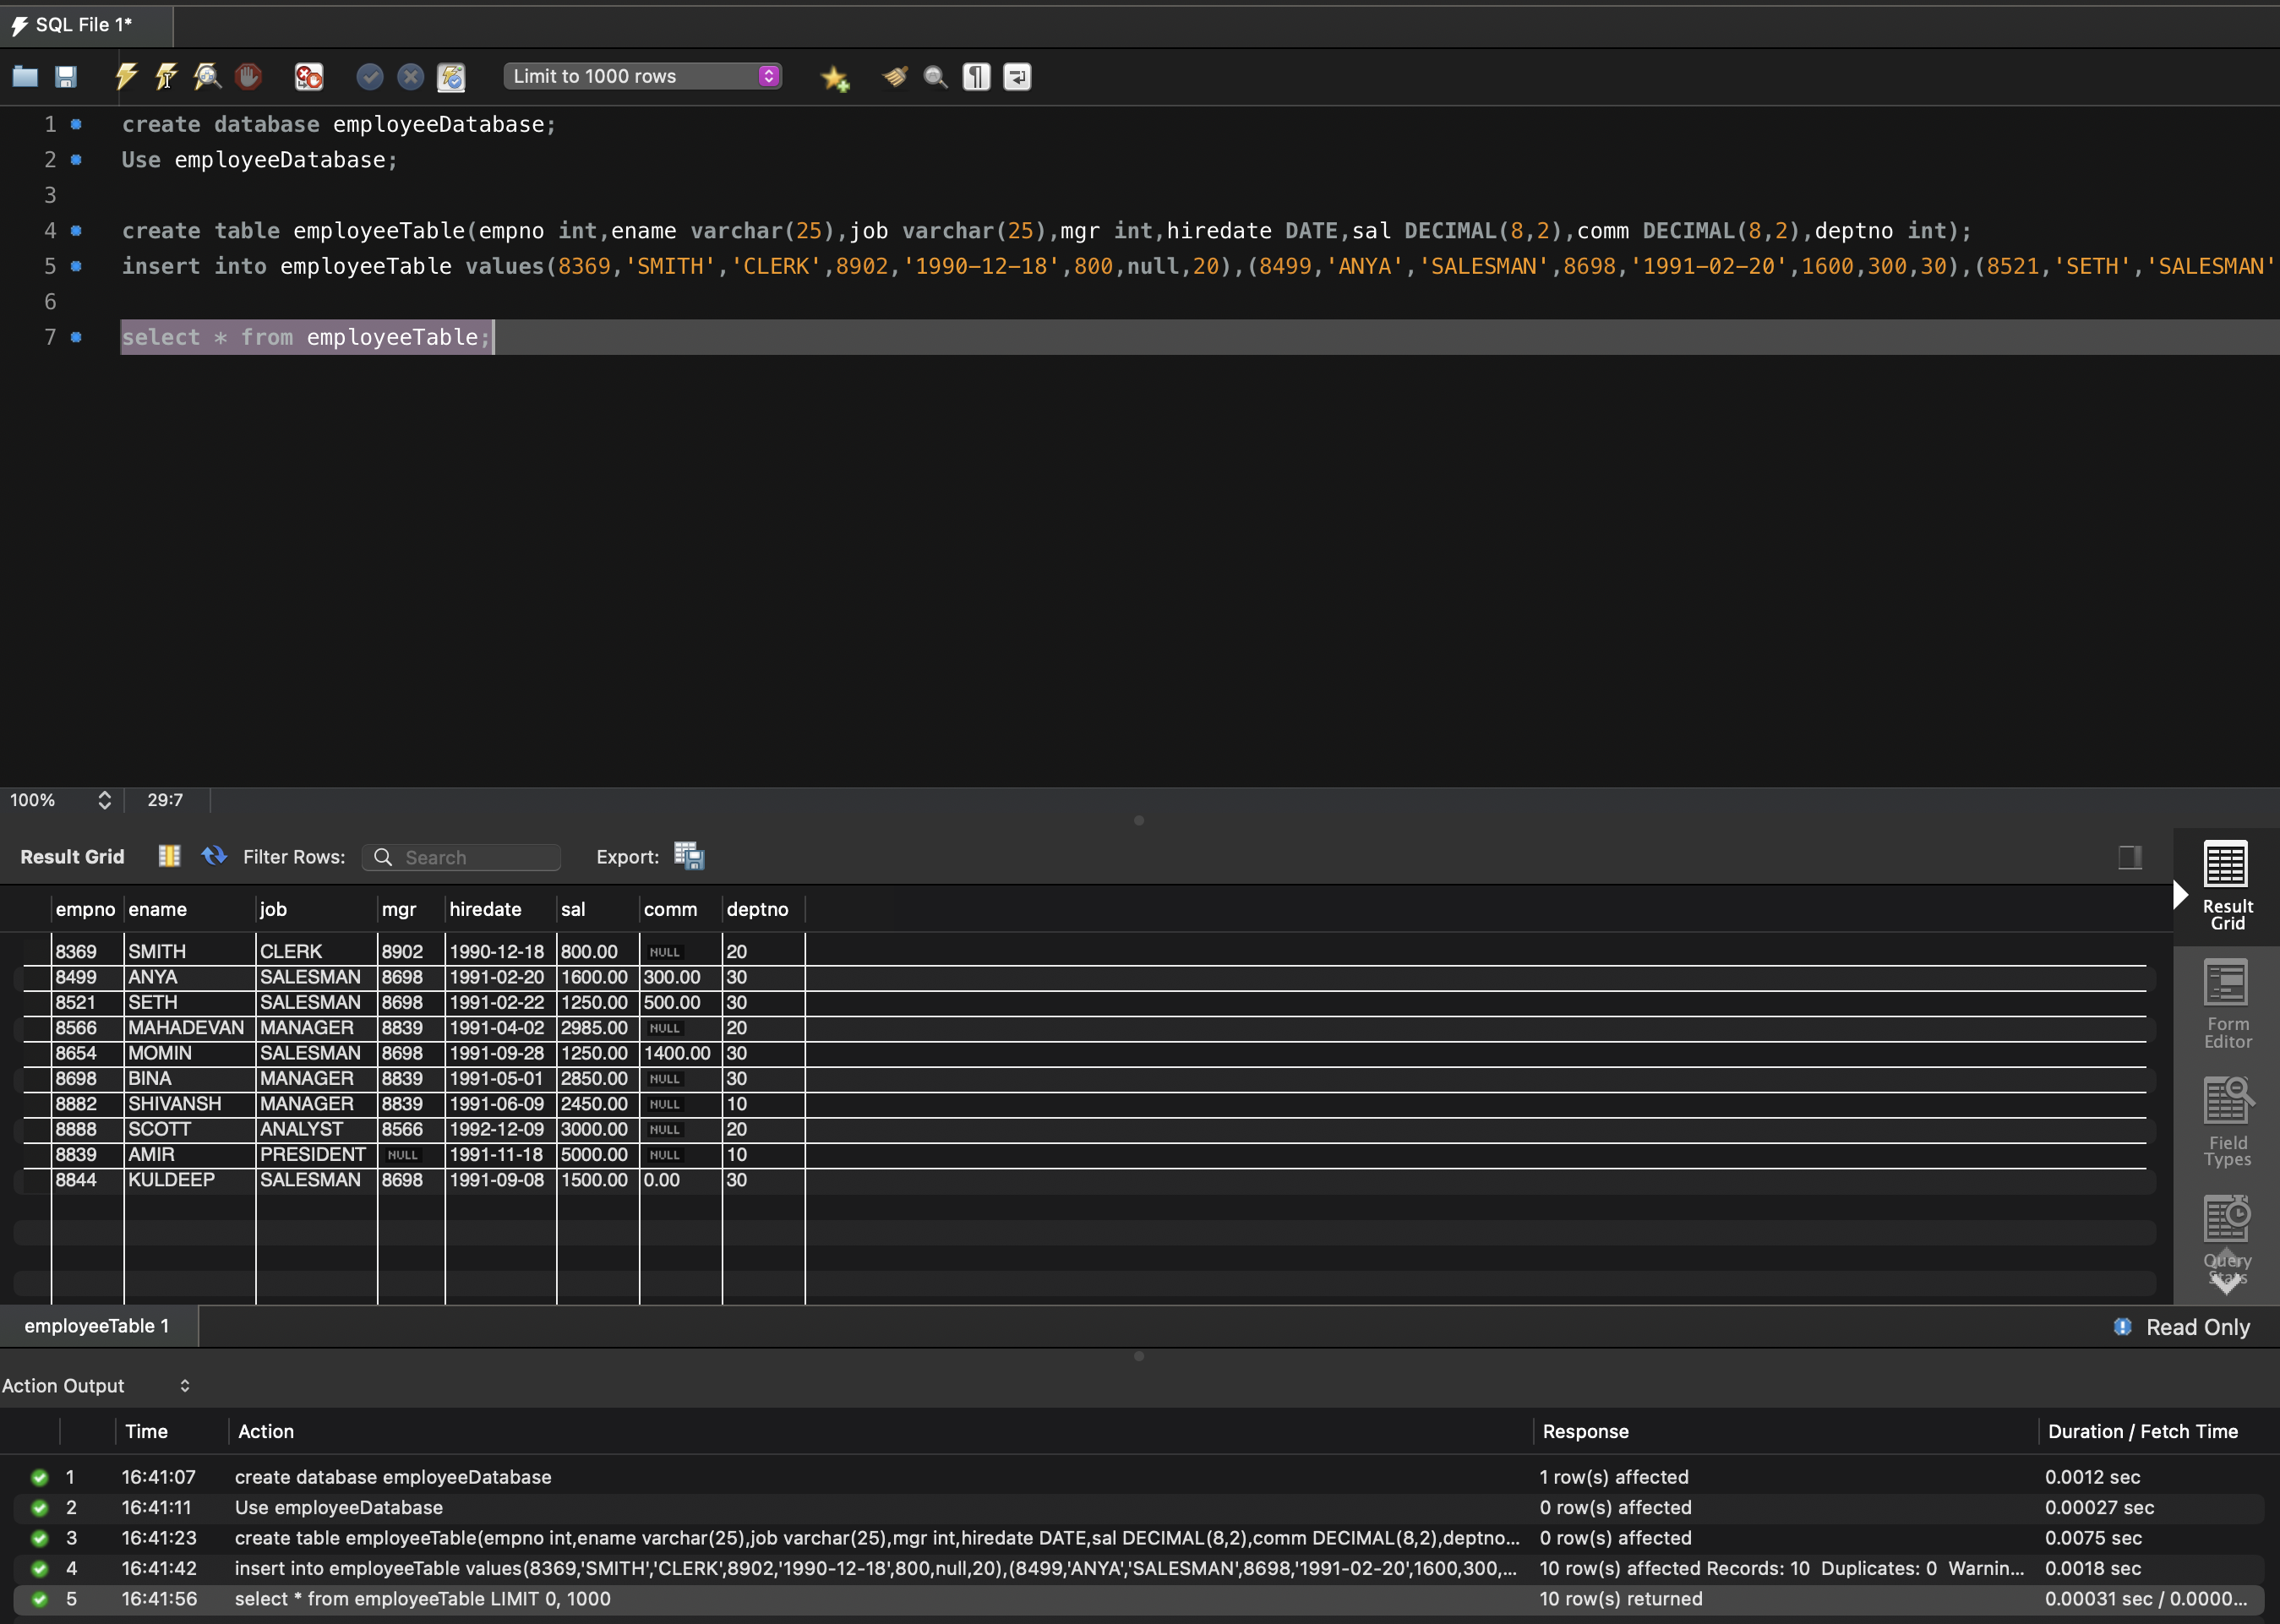 SQL File 1*
Limit to 1000 rows
1 create database employeeDatabase;
2 Use employeeDatabase;
3
4 create table employeeTable(empno int,ename varchar(25),job varchar(25),mgr int,hiredate DATE,sal DECIMAL(8,2),comm DECIMAL(8,2),deptno int);
5 insert into employeeTable values(8369,'SMITH','CLERK',8902,'1990-12-18',800,null,20),(8499,'ANYA','SALESMAN',8698,'1991-02-20',1600,300,30),(8521,'SETH','SALESMAN'
6
7 select * from employeeTable;
100% 29:7
Result Grid Filter Rows: Search Export:
empno ename job mgr hiredate sal comm deptno
8369 SMITH CLERK 8902 1990-12-18 800.00 NULL 20
8499 ANYA SALESMAN 8698 1991-02-20 1600.00 300.00 30
8521 SETH SALESMAN 8698 1991-02-22 1250.00 500.00 30
8566 MAHADEVAN MANAGER 8839 1991-04-02 2985.00 NULL 20
8654 MOMIN SALESMAN 8698 1991-09-28 1250.00 1400.00 30
8698 BINA MANAGER 8839 1991-05-01 2850.00 NULL 30
8882 SHIVANSH MANAGER 8839 1991-06-09 2450.00 NULL 10
8888 SCOTT ANALYST 8566 1992-12-09 3000.00 NULL 20
8839 AMIR PRESIDENT NULL 1991-11-18 5000.00 NULL 10
8844 KULDEEP SALESMAN 8698 1991-09-08 1500.00 0.00 30
Result
Grid
Form
Editor
Field
Types
Query
Stats
employeeTable 1 Read Only
Action Output
Time Action Response Duration / Fetch Time
1 16:41:07 create database employeeDatabase 1 row(s) affected 0.0012 sec
2 16:41:11 Use employeeDatabase 0 row(s) affected 0.00027 sec
3 16:41:23 create table employeeTable(empno int,ename varchar(25),job varchar(25),mgr int,hiredate DATE,sal DECIMAL(8,2),comm DECIMAL(8,2),deptno... 0 row(s) affected 0.0075 sec
4 16:41:42 insert into employeeTable values(8369,'SMITH','CLERK',8902,'1990-12-18',800,null,20),(8499,'ANYA','SALESMAN',8698,'1991-02-20',1600,300,... 10 row(s) affected Records: 10 Duplicates: 0 Warnin... 0.0018 sec
5 16:41:56 select * from employeeTable LIMIT 0, 1000 10 row(s) returned 0.00031 sec / 0.0000...